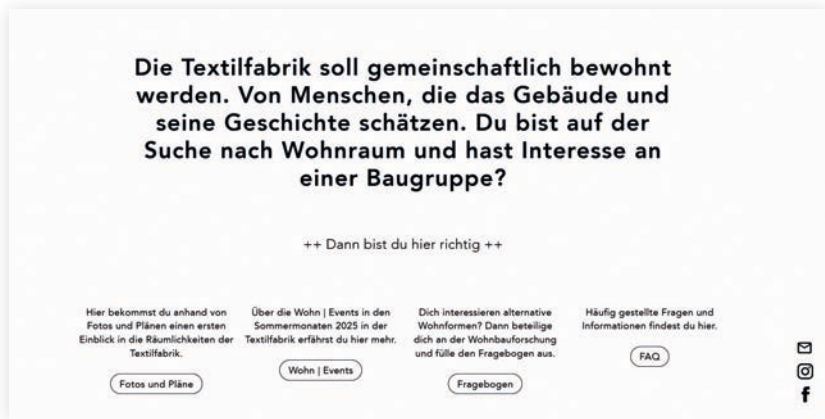 Die Textilfabrik soll gemeinschaftlich bewohnt
werden. Von Menschen, die das Gebäude und
seine Geschichte schätzen. Du bist auf der
Suche nach Wohnraum und hast Interesse an
einer Baugruppe?
++ Dann bist du hier richtig ++
Hier bekommst du anhand von
Fotos und Plänen einen ersten
Einblick in die Räumlichkeiten der
Textilfabrik.
Fotos und Pläne
Über die Wohn | Events in den
Sommermonaten 2025 in der
Textilfabrik erfährst du hier mehr.
Wohn | Events
Dich interessieren alternative
Wohnformen? Dann beteilige
dich an der Wohnbauforschung
und fülle den Fragebogen aus.
Fragebogen
Häufig gestellte Fragen und
Informationen findest du hier.
FAQ